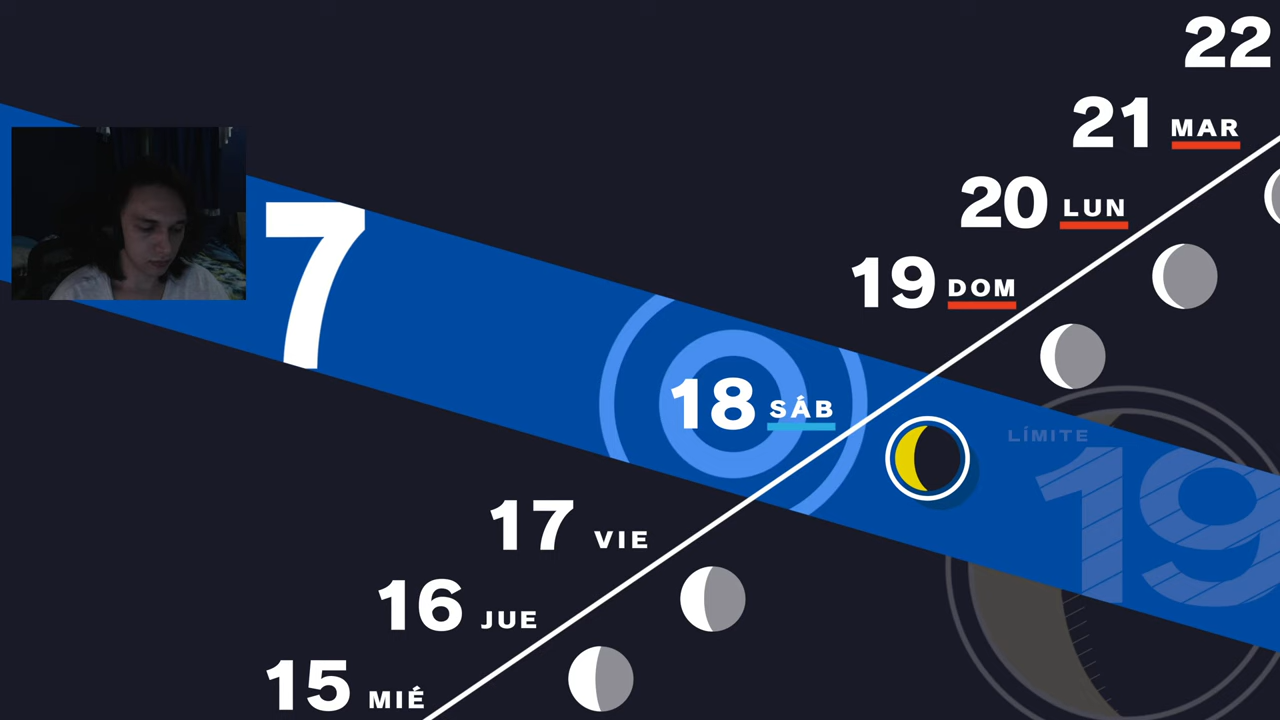 22
21 MAR
20 LUN
7
19 DOM
18 SÁB
LÍMITE
19
17 VIE
16 JUE
15 MIÉ